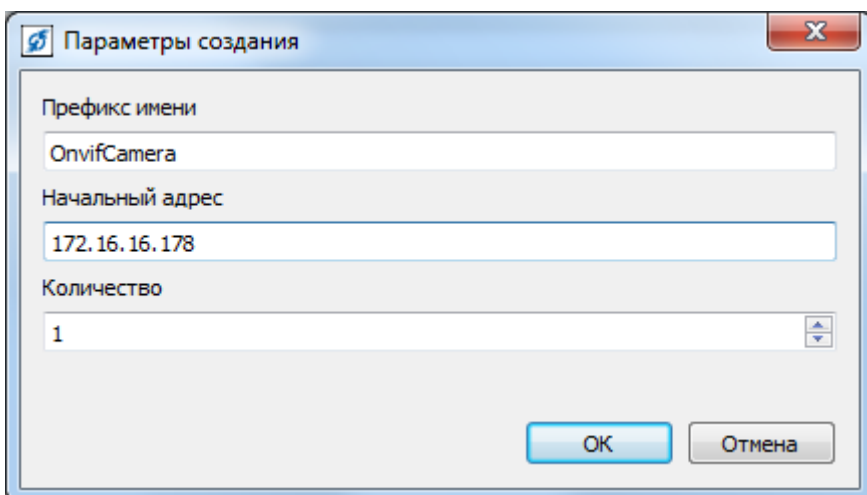 Параметры создания
Префикс имени
OnvifCamera
Начальный адрес
172.16.16.178
Количество
1
OK
Отмена